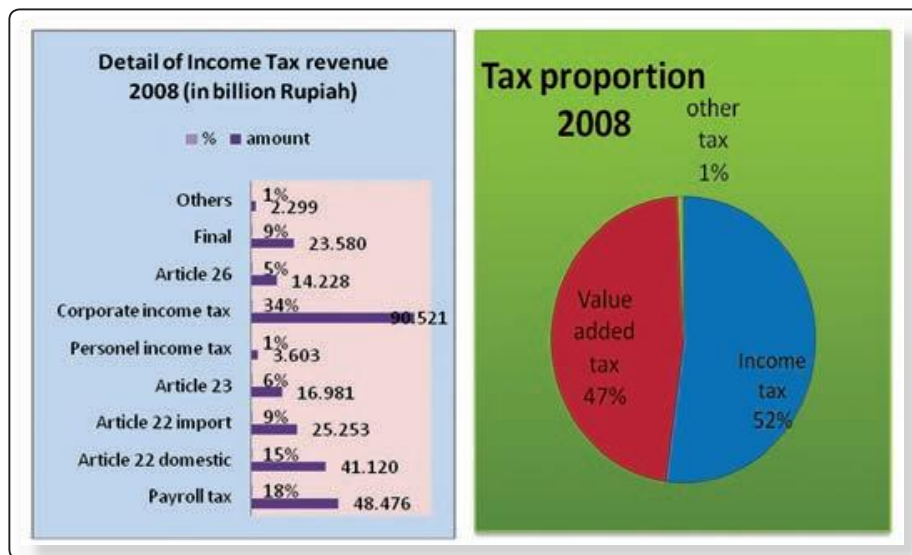 Detail of Income Tax revenue
2008 (in billion Rupiah)
% amount
Others 1% 2.299
Final 9% 23.580
Article 26 5% 14.228
Corporate income tax 34% 90.521
Personel income tax 1% 3.603
Article 23 6% 16.981
Article 22 import 9% 25.253
Article 22 domestic 15% 41.120
Payroll tax 18% 48.476
Tax proportion
2008
other
tax
1%
Value
added
tax
47%
Income
tax
52%